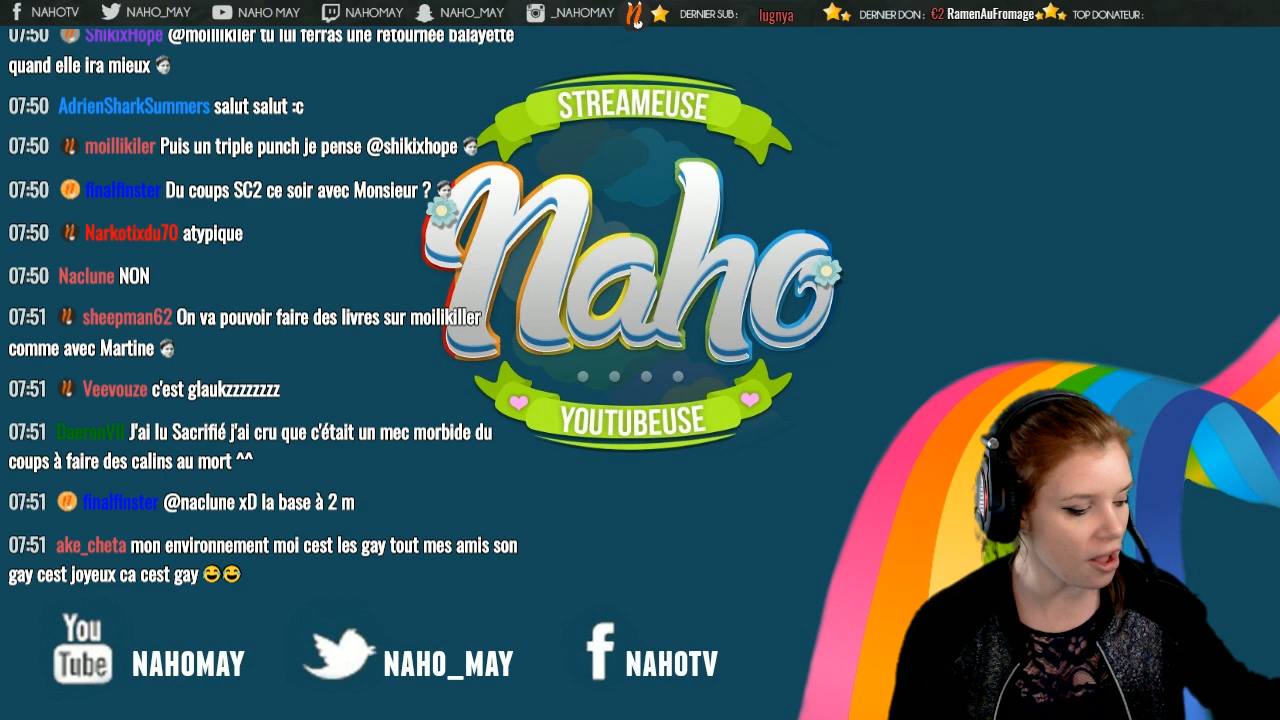 NAHOTV NAHO_MAY NAHO MAY NAHOMAY NAHO_MAY _NAHOMAY DERNIER SUB : lugnya DERNIER DON : €2 RamenAuFromage TOP DONATEUR :
07:50 ShikixHope @moillikiler tu lui ferras une retournée balayette
quand elle ira mieux
07:50 AdrienSharkSummers salut salut :c
07:50 moillikiler Puis un triple punch je pense @shikixhope
07:50 finalfinster Du coups SC2 ce soir avec Monsieur ?
07:50 Narkotixdu70 atypique
07:50 Naclune NON
07:51 sheepman62 On va pouvoir faire des livres sur mollikiller
comme avec Martine
07:51 Veevouze c'est glaukzzzzzzzz
07:51 DaeronVII J'ai lu Sacrifié j'ai cru que c'était un mec morbide du
coups à faire des calins au mort ^^
07:51 finalfinster @naclune xD la base à 2 m
07:51 ake_cheta mon environnement moi cest les gay tout mes amis son
gay cest joyeux ca cest gay 😄😄
STREAMEUSE
Naho
YOUTUBEUSE
You
Tube NAHOMAY NAHO_MAY NAHOTV